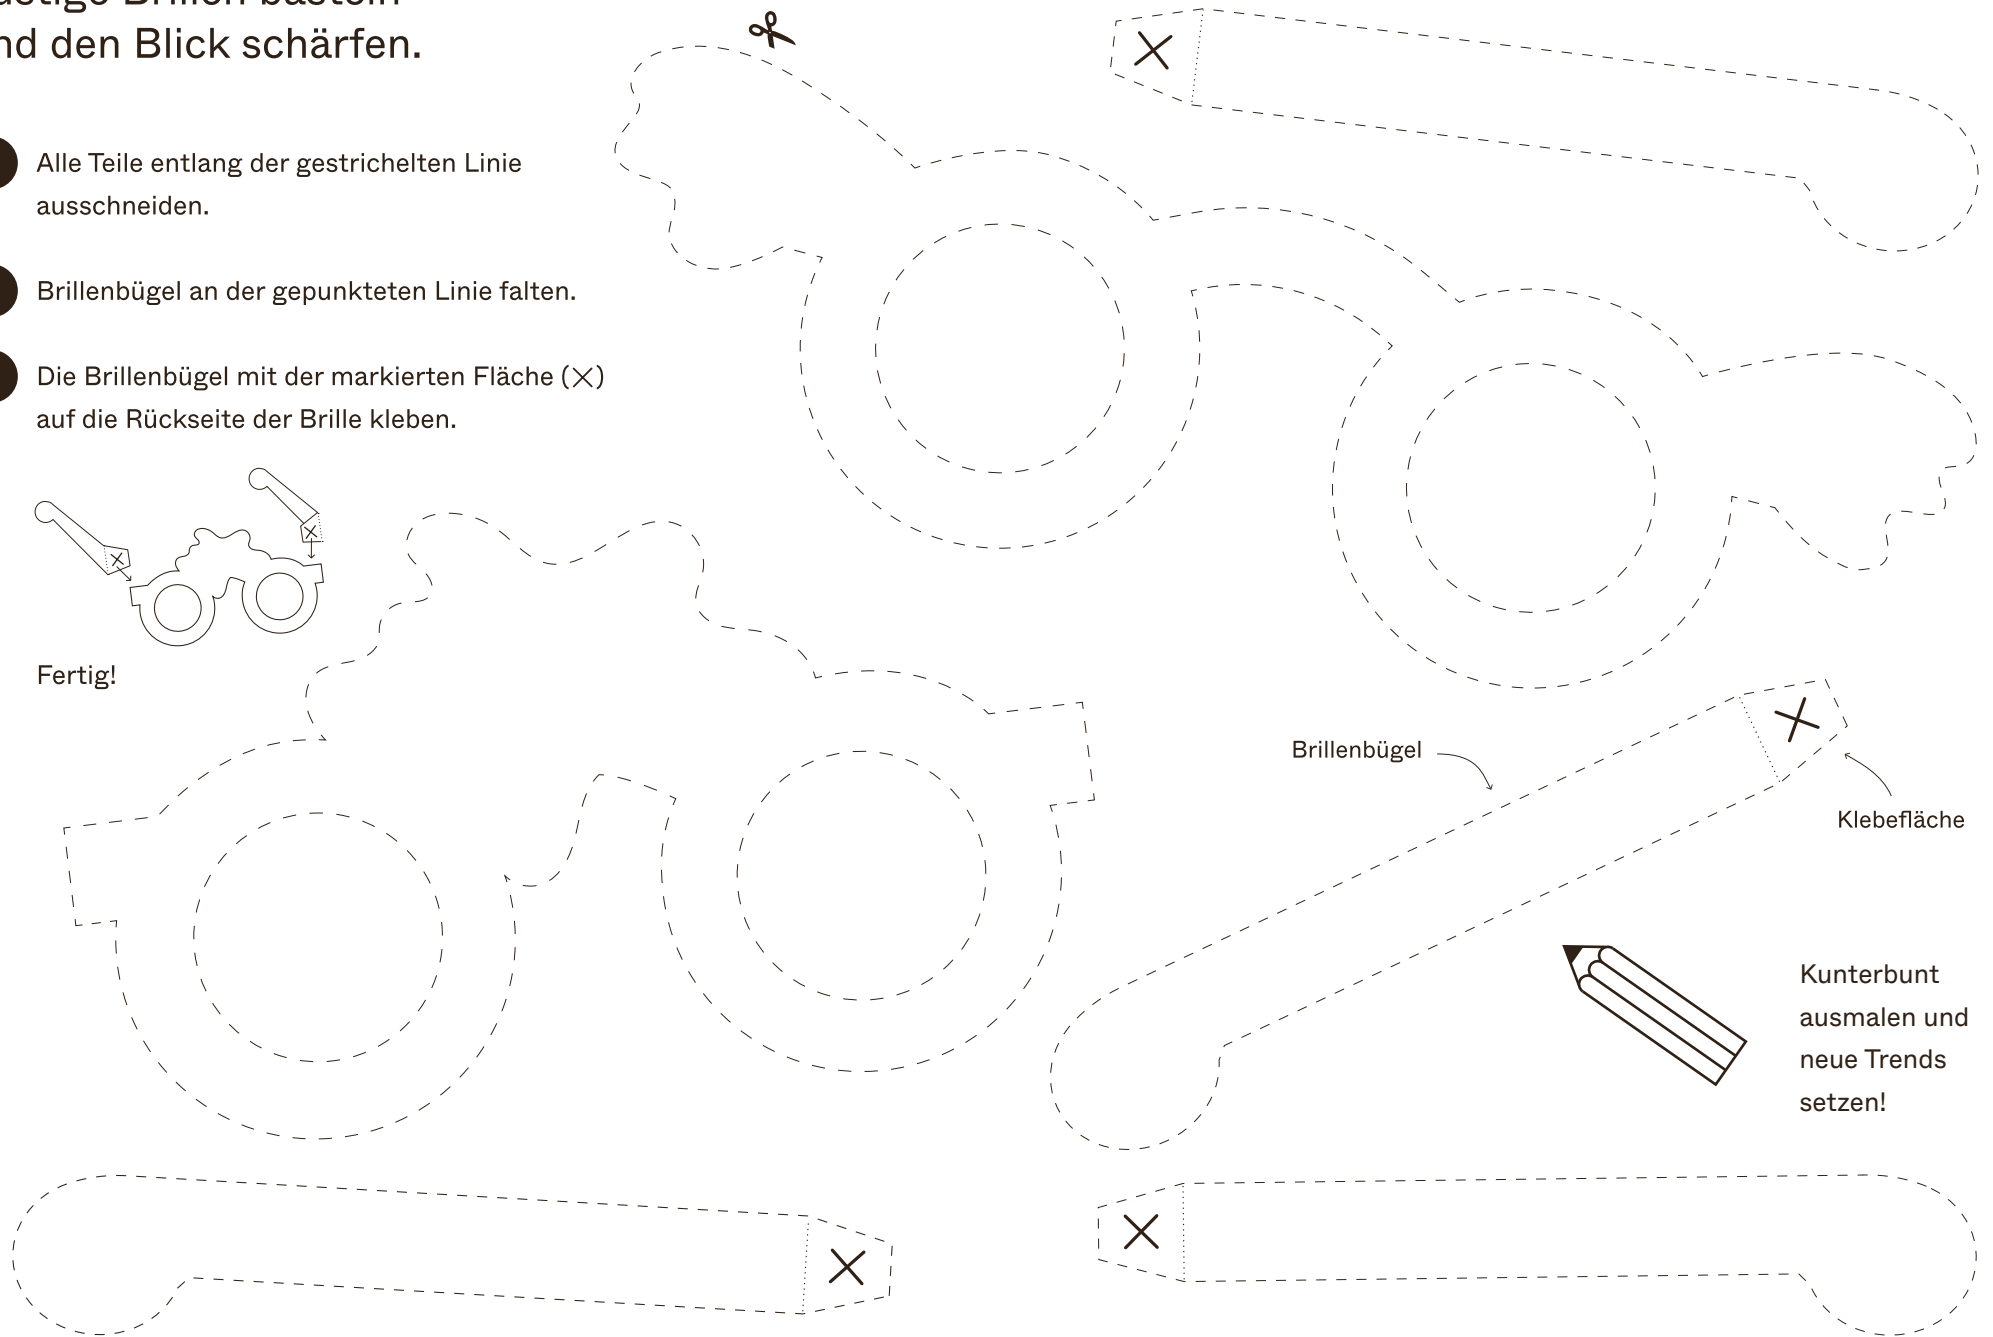 den Blick schärfen.
Alle Teile entlang der gestrichelten Linie
ausschneiden.
Brillenbügel an der gepunkteten Linie falten.
Die Brillenbügel mit der markierten Fläche (×)
auf die Rückseite der Brille kleben.
Fertig!
Brillenbügel
Klebefläche
Kunterbunt
ausmalen und
neue Trends
setzen!